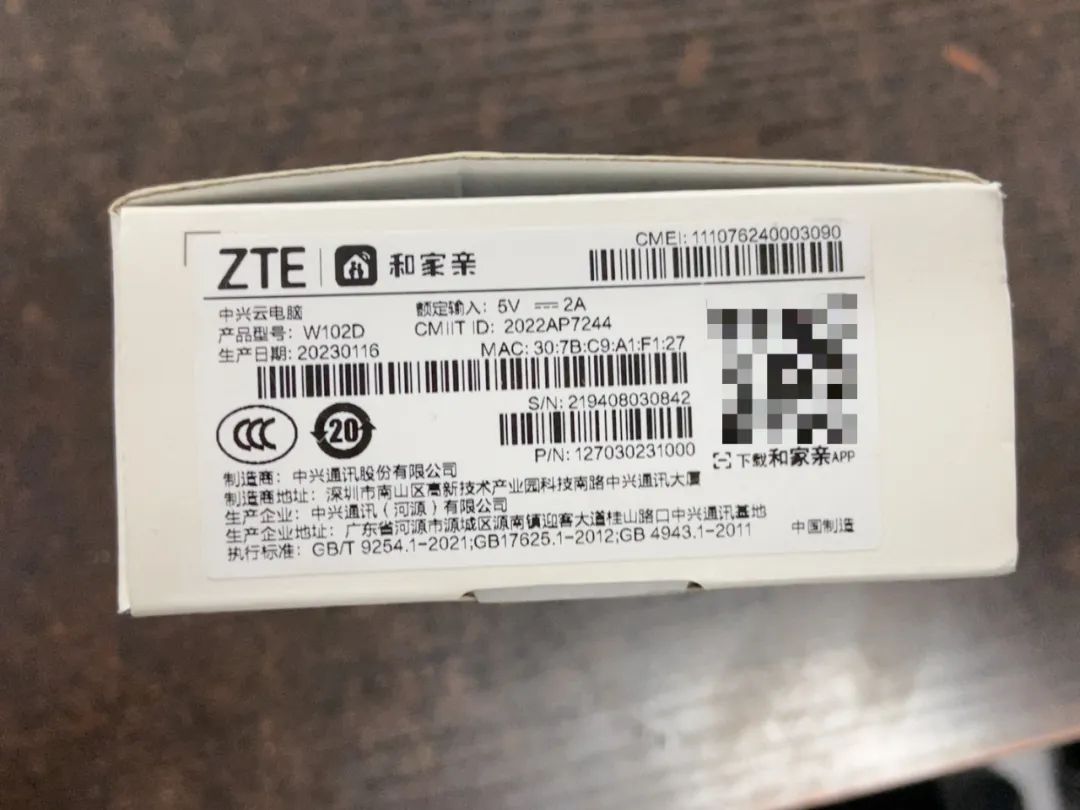 ZTE 和家亲
CMEI: 111076240003090
中兴云电脑 额定输入: 5V ⎓ 2A
产品型号: W102D CMIIT ID: 2022AP7244
生产日期: 20230116 MAC: 30:7B:C9:A1:F1:27
S/N: 219408030842
CCC 20
P/N: 127030231000
下载和家亲APP
制造商: 中兴通讯股份有限公司
制造商地址: 深圳市南山区高新技术产业园科技南路中兴通讯大厦
生产企业: 中兴通讯（河源）有限公司
生产企业地址: 广东省河源市源城区源南镇迎客大道桂山路口中兴通讯基地
执行标准: GB/T 9254.1-2021;GB17625.1-2012;GB 4943.1-2011
中国制造